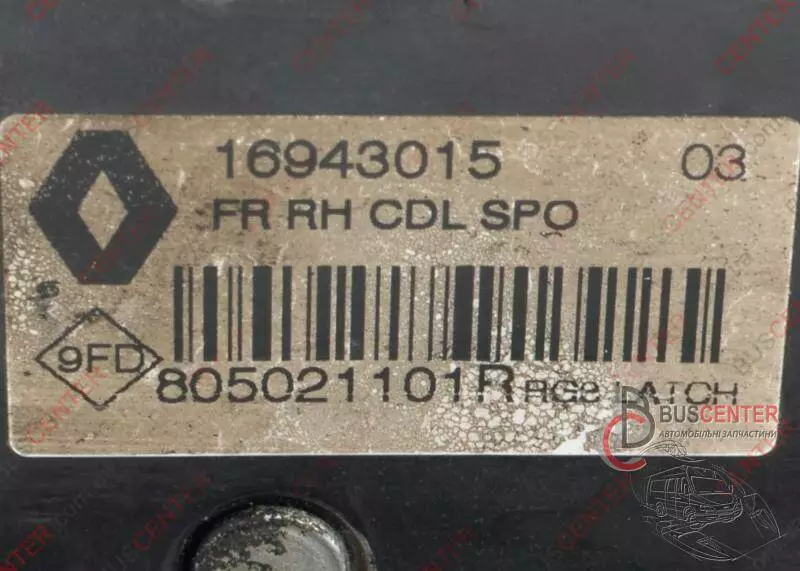 16943015 03
FR RH CDL SPO
9FD
805021101R RG2 LATCH
BUSCENTER
АВТОМОБІЛЬНІ ЗАПЧАСТИНИ